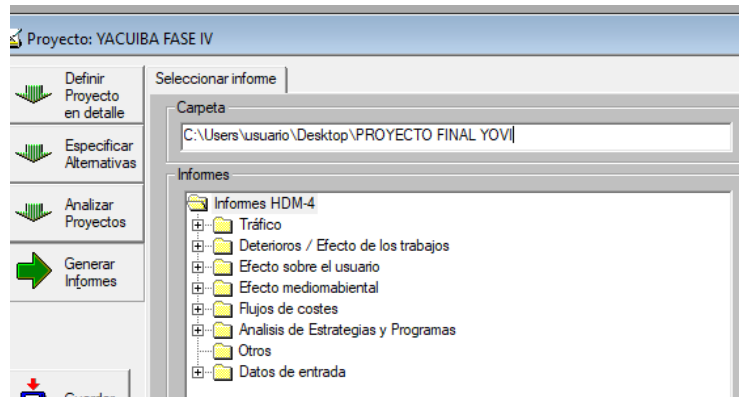 Proyecto: YACUIBA FASE IV
Definir
Proyecto
en detalle
Especificar
Alternativas
Analizar
Proyectos
Generar
Informes
Seleccionar informe
Carpeta
C:\Users\usuario\Desktop\PROYECTO FINAL YOVI
Informes
Informes HDM-4
Tráfico
Deterioros / Efecto de los trabajos
Efecto sobre el usuario
Efecto mediomabiental
Flujos de costes
Analisis de Estrategias y Programas
Otros
Datos de entrada